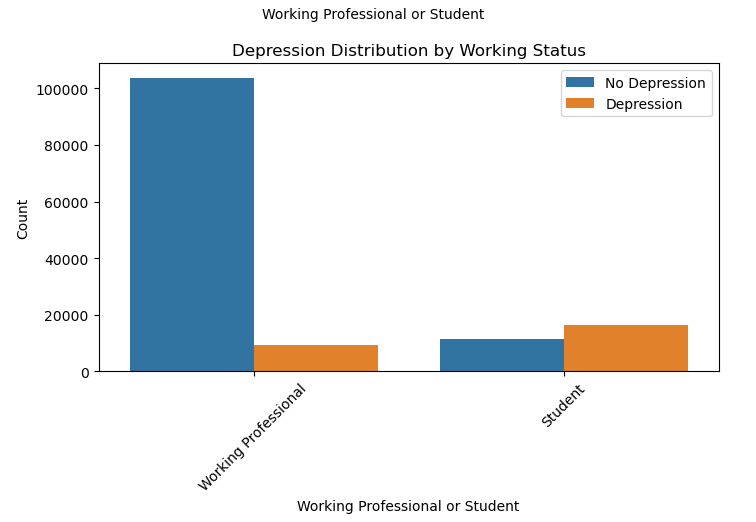 Working Professional or Student
Depression Distribution by Working Status
No Depression
Depression
100000
80000
60000
40000
20000
0
Count
Working Professional
Student
Working Professional or Student